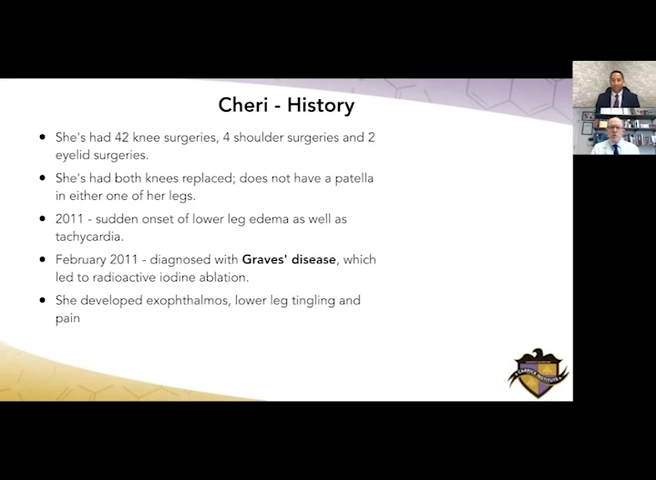 Cheri - History
● She's had 42 knee surgeries, 4 shoulder surgeries and 2
eyelid surgeries.
● She's had both knees replaced; does not have a patella
in either one of her legs.
● 2011 - sudden onset of lower leg edema as well as
tachycardia.
● February 2011 - diagnosed with Graves' disease, which
led to radioactive iodine ablation.
● She developed exophthalmos, lower leg tingling and
pain
CARRICK INSTITUTE